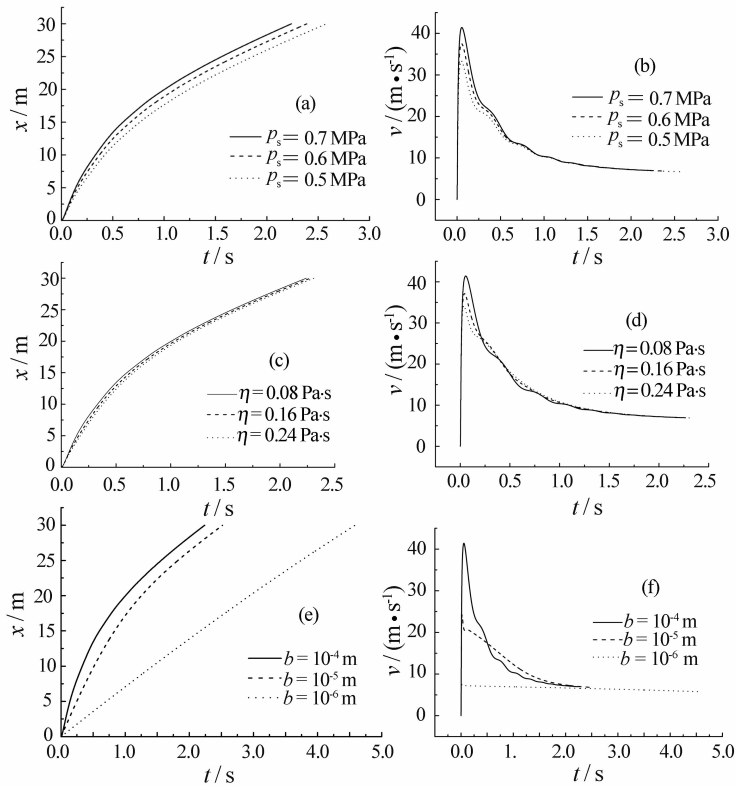 x / m
30
25
20
15
10
5
0
(a)
pₛ = 0.7 MPa
pₛ = 0.6 MPa
pₛ = 0.5 MPa
0.0 0.5 1.0 1.5 2.0 2.5 3.0
t / s
v / (m•s⁻¹)
40
30
20
10
0
(b)
pₛ = 0.7 MPa
pₛ = 0.6 MPa
pₛ = 0.5 MPa
0.0 0.5 1.0 1.5 2.0 2.5 3.0
t / s
x / m
30
25
20
15
10
5
0
(c)
η=0.08 Pa·s
η=0.16 Pa·s
η=0.24 Pa·s
0.0 0.5 1.0 1.5 2.0 2.5
t / s
v / (m•s⁻¹)
40
30
20
10
0
(d)
η=0.08 Pa·s
η=0.16 Pa·s
η=0.24 Pa·s
0.0 0.5 1.0 1.5 2.0 2.5
t / s
x / m
30
25
20
15
10
5
0
(e)
b = 10⁻⁴ m
b = 10⁻⁵ m
b = 10⁻⁶ m
0.0 1.0 2.0 3.0 4.0 5.0
t / s
v / (m•s⁻¹)
40
30
20
10
0
(f)
b = 10⁻⁴ m
b = 10⁻⁵ m
b = 10⁻⁶ m
0.0 1. 2.0 3.0 4.0 5.0
t / s